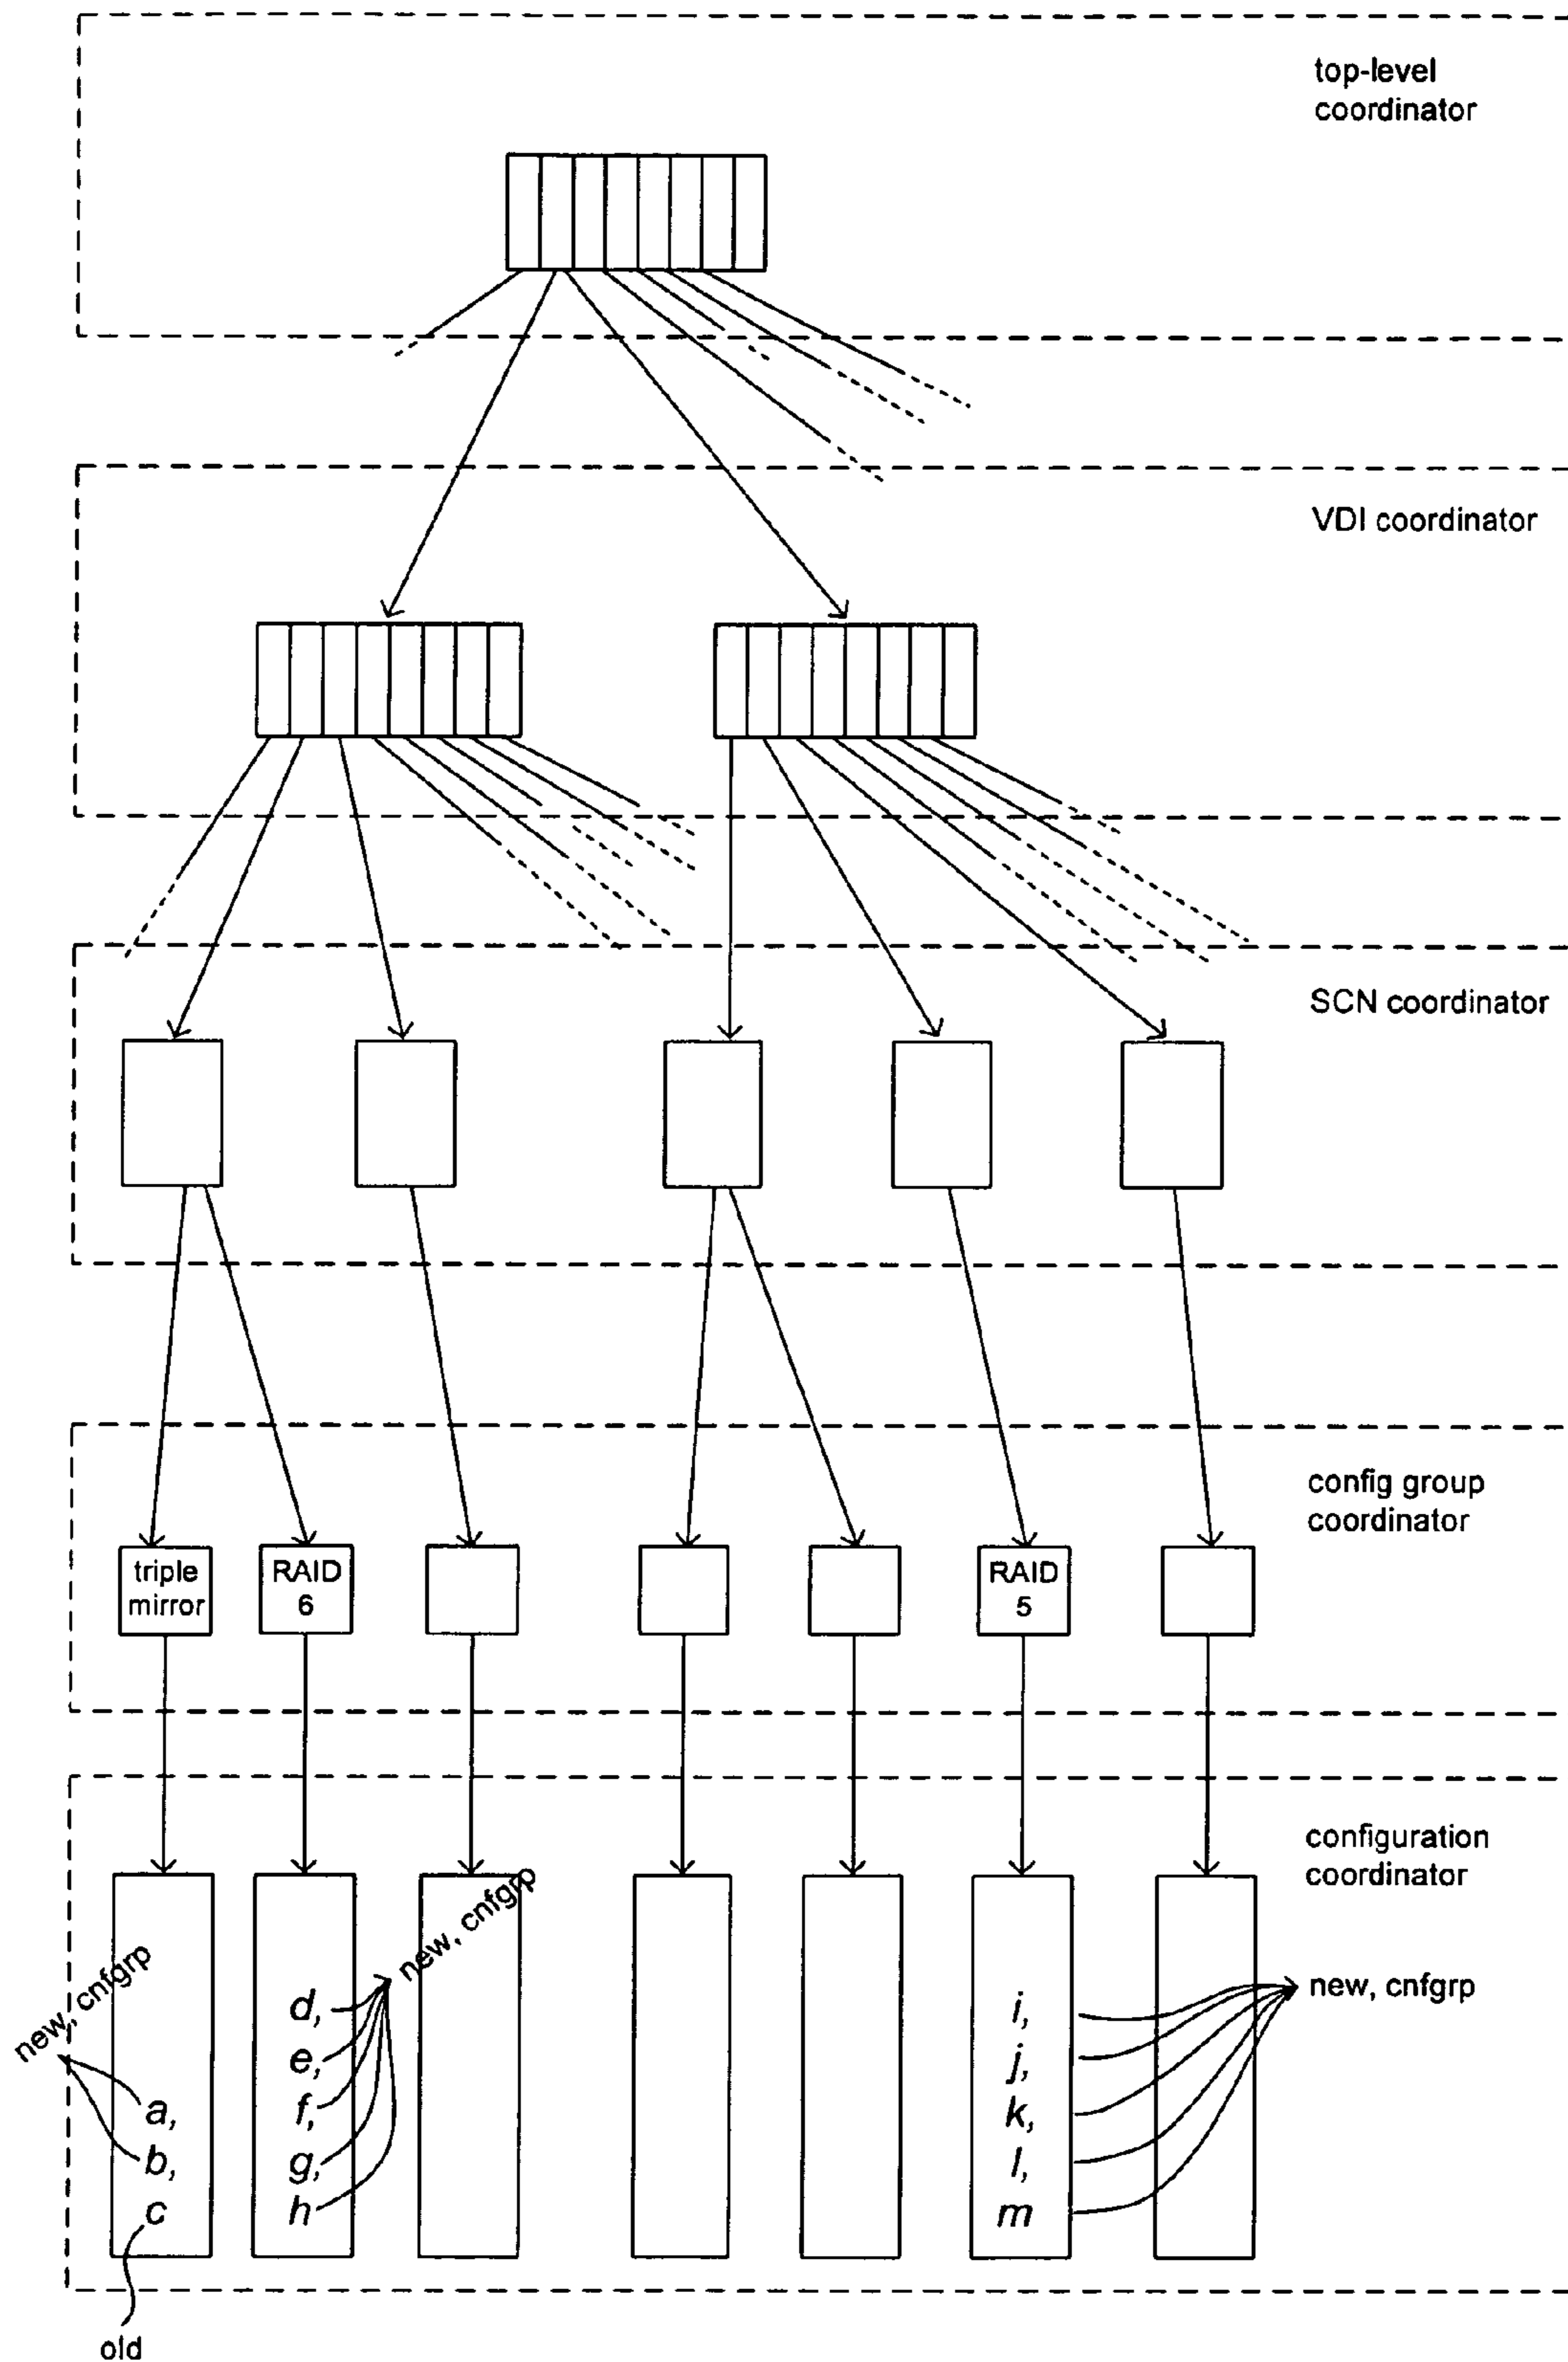 top-level
coordinator
VDI coordinator
SCN coordinator
config group
coordinator
triple
mirror
RAID
6
RAID
5
configuration
coordinator
new, cnfgrp
new, cnfgrp
new, cnfgrp
d,
e,
f,
g,
h
i,
j,
k,
l,
m
a,
b,
c
old